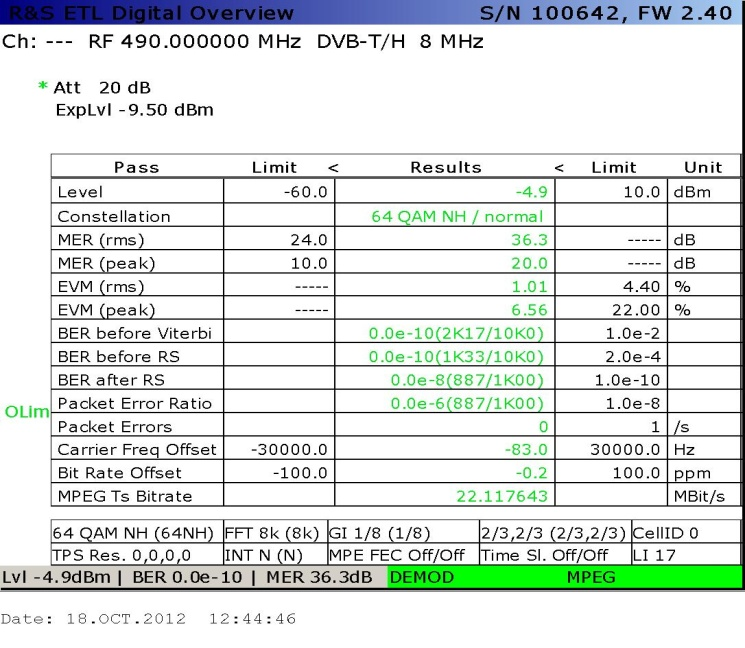 R&S ETL Digital Overview S/N 100642, FW 2.40
Ch: --- RF 490.000000 MHz DVB-T/H 8 MHz
* Att 20 dB
ExpLvl -9.50 dBm
Pass Limit < Results < Limit Unit
Level -60.0 -4.9 10.0 dBm
Constellation 64 QAM NH / normal
MER (rms) 24.0 36.3 ----- dB
MER (peak) 10.0 20.0 ----- dB
EVM (rms) ----- 1.01 4.40 %
EVM (peak) ----- 6.56 22.00 %
BER before Viterbi 0.0e-10(2K17/10K0) 1.0e-2
BER before RS 0.0e-10(1K33/10K0) 2.0e-4
BER after RS 0.0e-8(887/1K00) 1.0e-10
OLim Packet Error Ratio 0.0e-6(887/1K00) 1.0e-8
Packet Errors 0 1 /s
Carrier Freq Offset -30000.0 -83.0 30000.0 Hz
Bit Rate Offset -100.0 -0.2 100.0 ppm
MPEG Ts Bitrate 22.117643 MBit/s
64 QAM NH (64NH) FFT 8k (8k) GI 1/8 (1/8) 2/3,2/3 (2/3,2/3) CellID 0
TPS Res. 0,0,0,0 INT N (N) MPE FEC Off/Off Time Sl. Off/Off LI 17
Lvl -4.9dBm | BER 0.0e-10 | MER 36.3dB DEMOD MPEG
Date: 18.OCT.2012 12:44:46